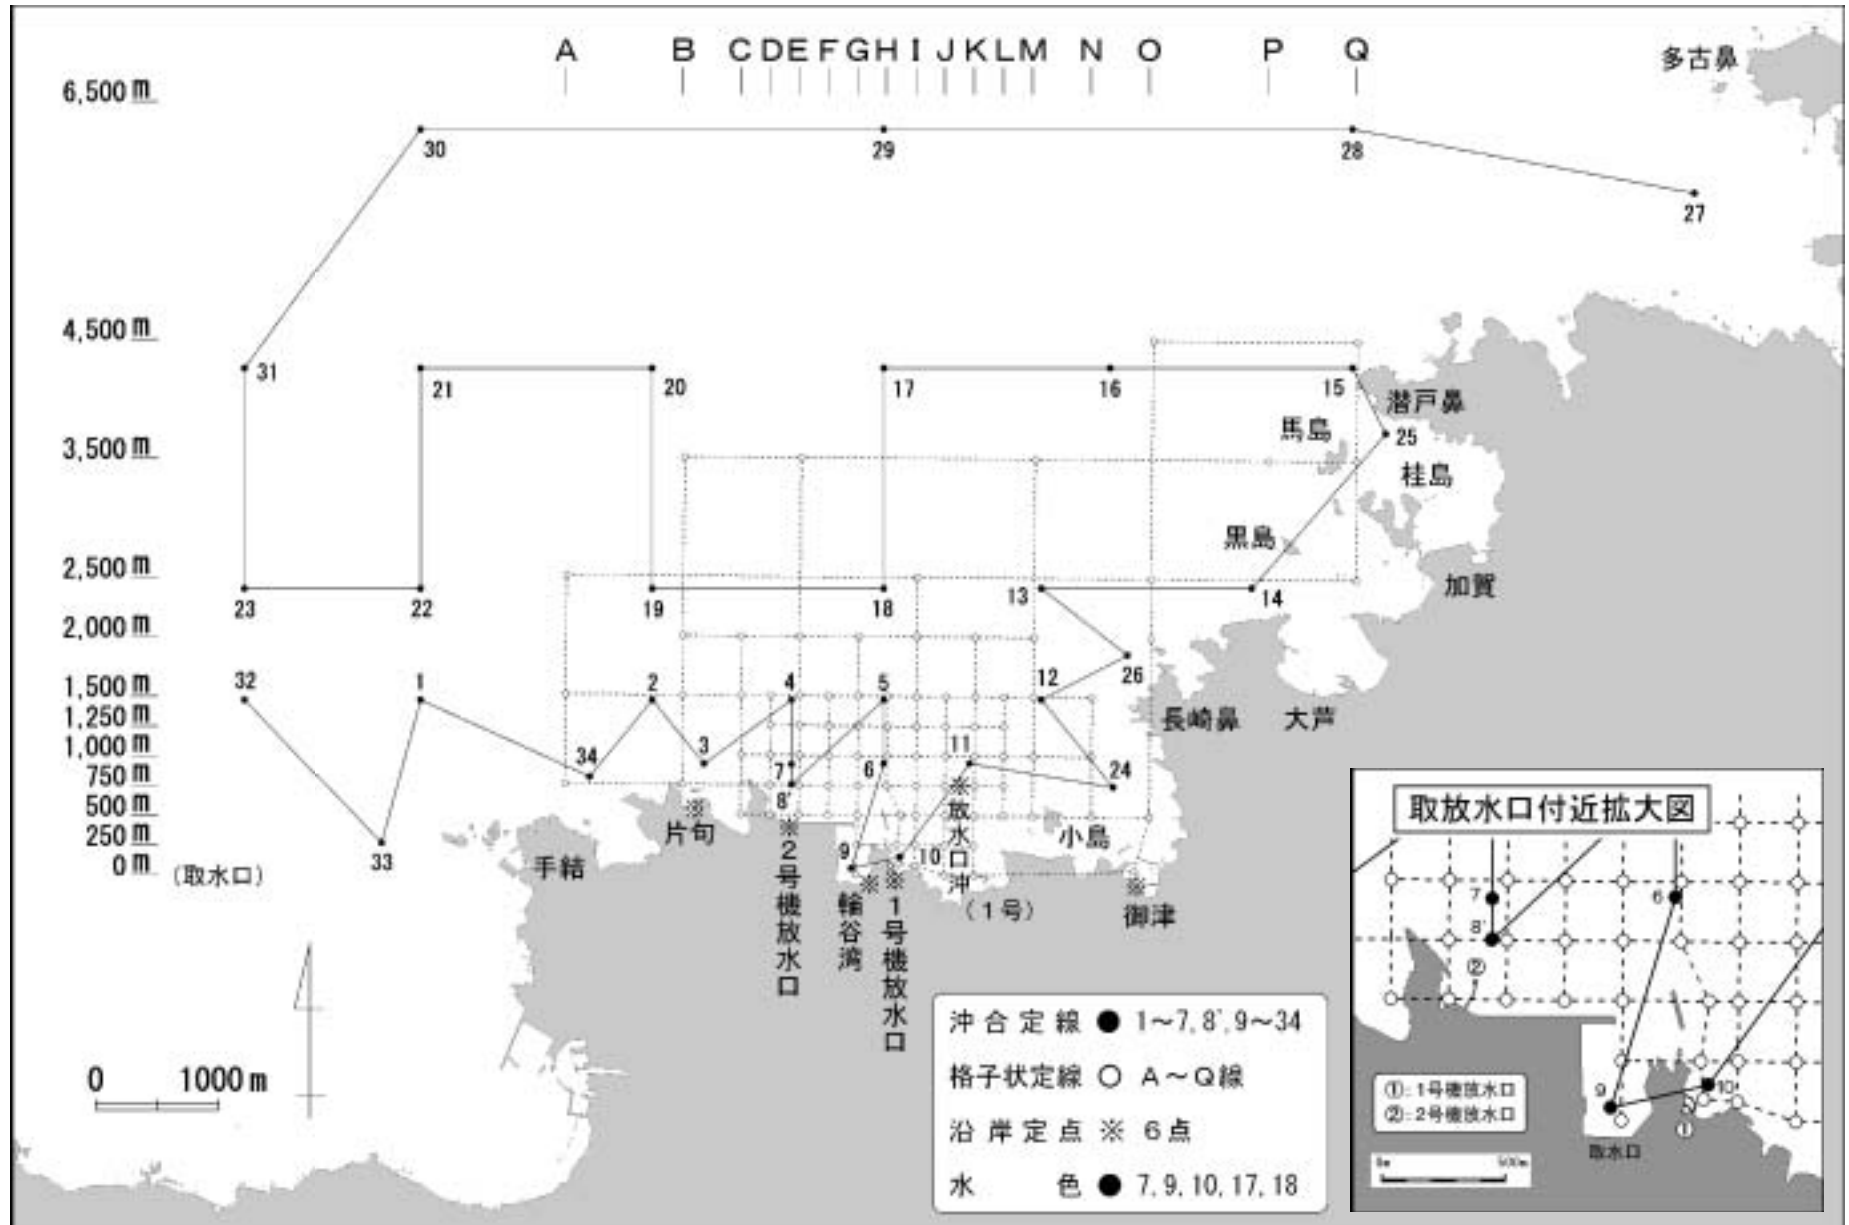 A B C D E F G H I J K L M N O P Q
多古鼻
6,500 m
30
29
28
27
4,500 m
31
21
20
17
16
15
潜戸鼻
馬島
25
3,500 m
桂島
黒島
2,500 m
加賀
23
22
19
18
13
14
2,000 m
26
32
1
2
4
5
12
1,500 m
長崎鼻
大芦
1,250 m
3
11
1,000 m
34
7
6
24
750 m
8'
500 m
※
片句
※2号機放水口
※放水口沖
(1号)
小島
250 m
33
9
10
0 m
(取水口)
手結
※
輪谷湾
※1号機放水口
※
御津
0 1000m
沖合定線 ● 1～7, 8', 9～34
格子状定線 ○ A～Q線
沿岸定点 ※ 6点
水色 ● 7, 9, 10, 17, 18
取放水口付近拡大図
7
6
8'
②
9
10
①
①:1号機放水口
②:2号機放水口
取水口
0m 500m